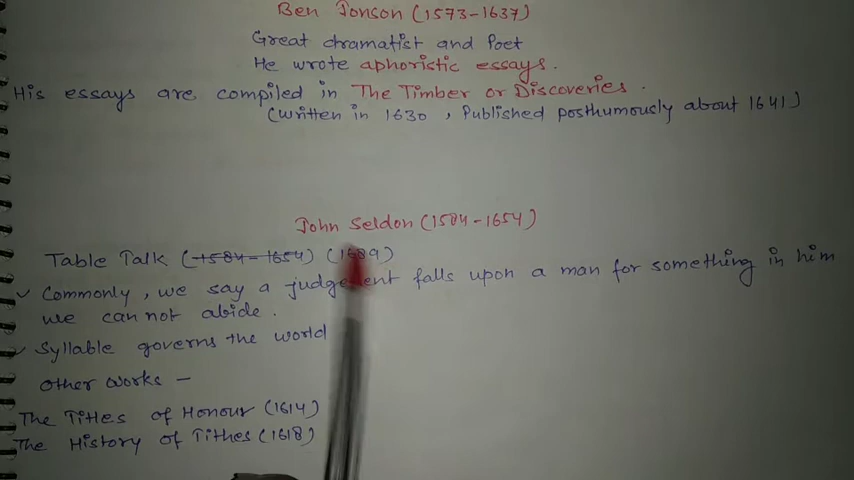 Ben Jonson (1573-1637)
Great dramatist and Poet
He wrote aphoristic essays.
His essays are compiled in The Timber or Discoveries.
(written in 1630, Published posthumously about 1641)
John Seldon (1584-1654)
Table Talk (1584-1654) (1689)
✓ Commonly, we say a judgement falls upon a man for something in him
we can not abide.
✓ Syllable governs the world
other works -
The Titles of Honour (1614)
The History of Tithes (1618)